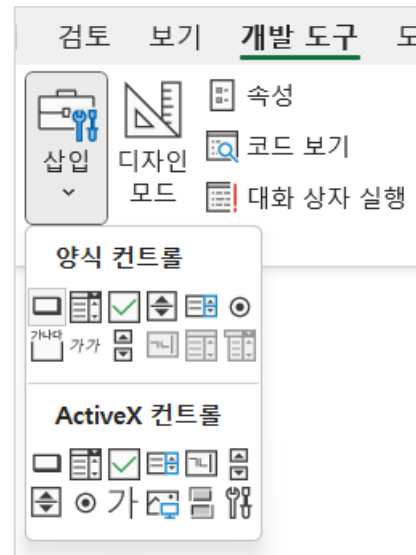 검토 보기 개발 도구 도
삽입
디자인
모드
속성
코드 보기
대화 상자 실행
양식 컨트롤
가나다
가가
ActiveX 컨트롤
가